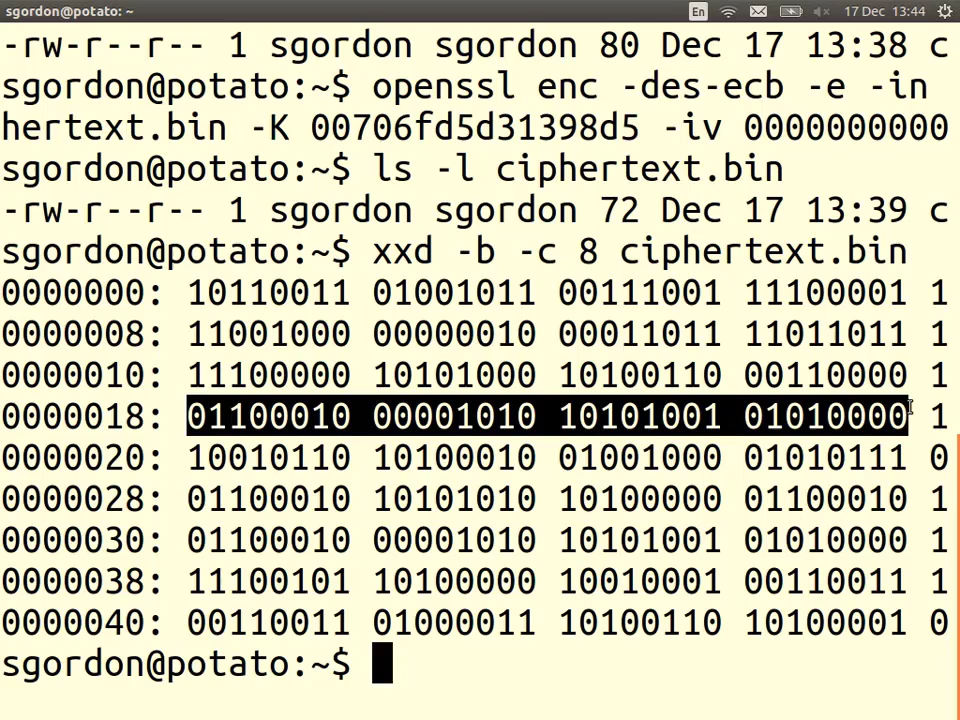 sgordon@potato: ~ En 17 Dec 13:44
-rw-r--r-- 1 sgordon sgordon 80 Dec 17 13:38 c
sgordon@potato:~$ openssl enc -des-ecb -e -in
hertext.bin -K 00706fd5d31398d5 -iv 0000000000
sgordon@potato:~$ ls -l ciphertext.bin
-rw-r--r-- 1 sgordon sgordon 72 Dec 17 13:39 c
sgordon@potato:~$ xxd -b -c 8 ciphertext.bin
0000000: 10110011 01001011 00111001 11100001 1
0000008: 11001000 00000010 00011011 11011011 1
0000010: 11100000 10101000 10100110 00110000 1
0000018: 01100010 00001010 10101001 01010000 1
0000020: 10010110 10100010 01001000 01010111 0
0000028: 01100010 10101010 10100000 01100010 1
0000030: 01100010 00001010 10101001 01010000 1
0000038: 11100101 10100000 10010001 00110011 1
0000040: 00110011 01000011 10100110 10100001 0
sgordon@potato:~$